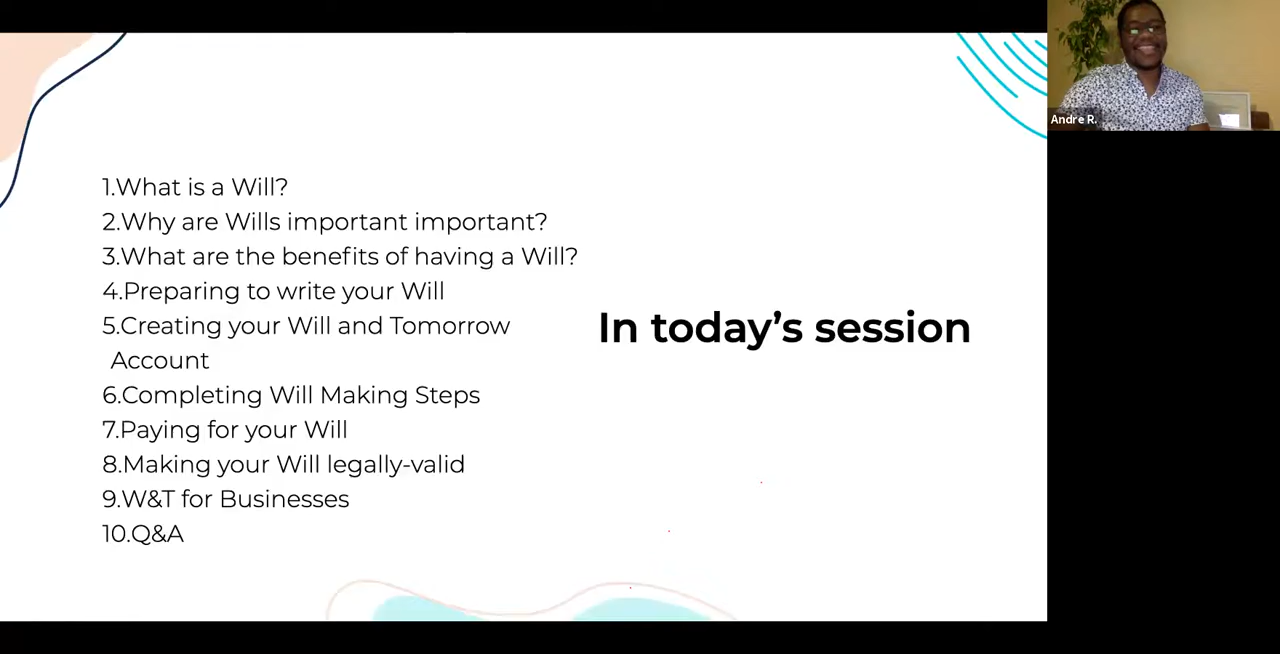 1.What is a Will?
2.Why are Wills important important?
3.What are the benefits of having a Will?
4.Preparing to write your Will
5.Creating your Will and Tomorrow
Account
6.Completing Will Making Steps
7.Paying for your Will
8.Making your Will legally-valid
9.W&T for Businesses
10.Q&A
In today’s session
Andre R.